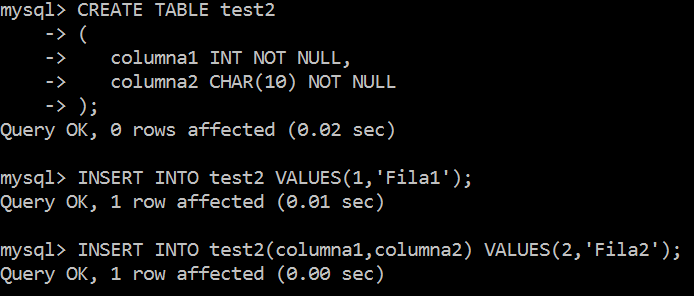 mysql> CREATE TABLE test2
    -> (
    ->    columna1 INT NOT NULL,
    ->    columna2 CHAR(10) NOT NULL
    -> );
Query OK, 0 rows affected (0.02 sec)

mysql> INSERT INTO test2 VALUES(1,'Fila1');
Query OK, 1 row affected (0.01 sec)

mysql> INSERT INTO test2(columna1,columna2) VALUES(2,'Fila2');
Query OK, 1 row affected (0.00 sec)